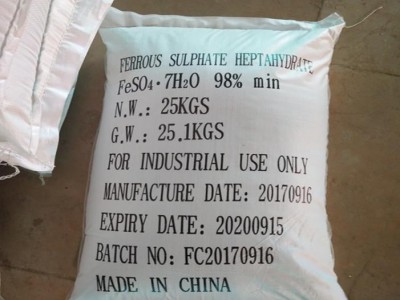 FERROUS SULPHATE HEPTAHYDRATE
FeSO₄·7H₂O 98% min
N.W.: 25KGS
G.W.: 25.1KGS
FOR INDUSTRIAL USE ONLY
MANUFACTURE DATE: 20170916
EXPIRY DATE: 20200915
BATCH NO: FC20170916
MADE IN CHINA